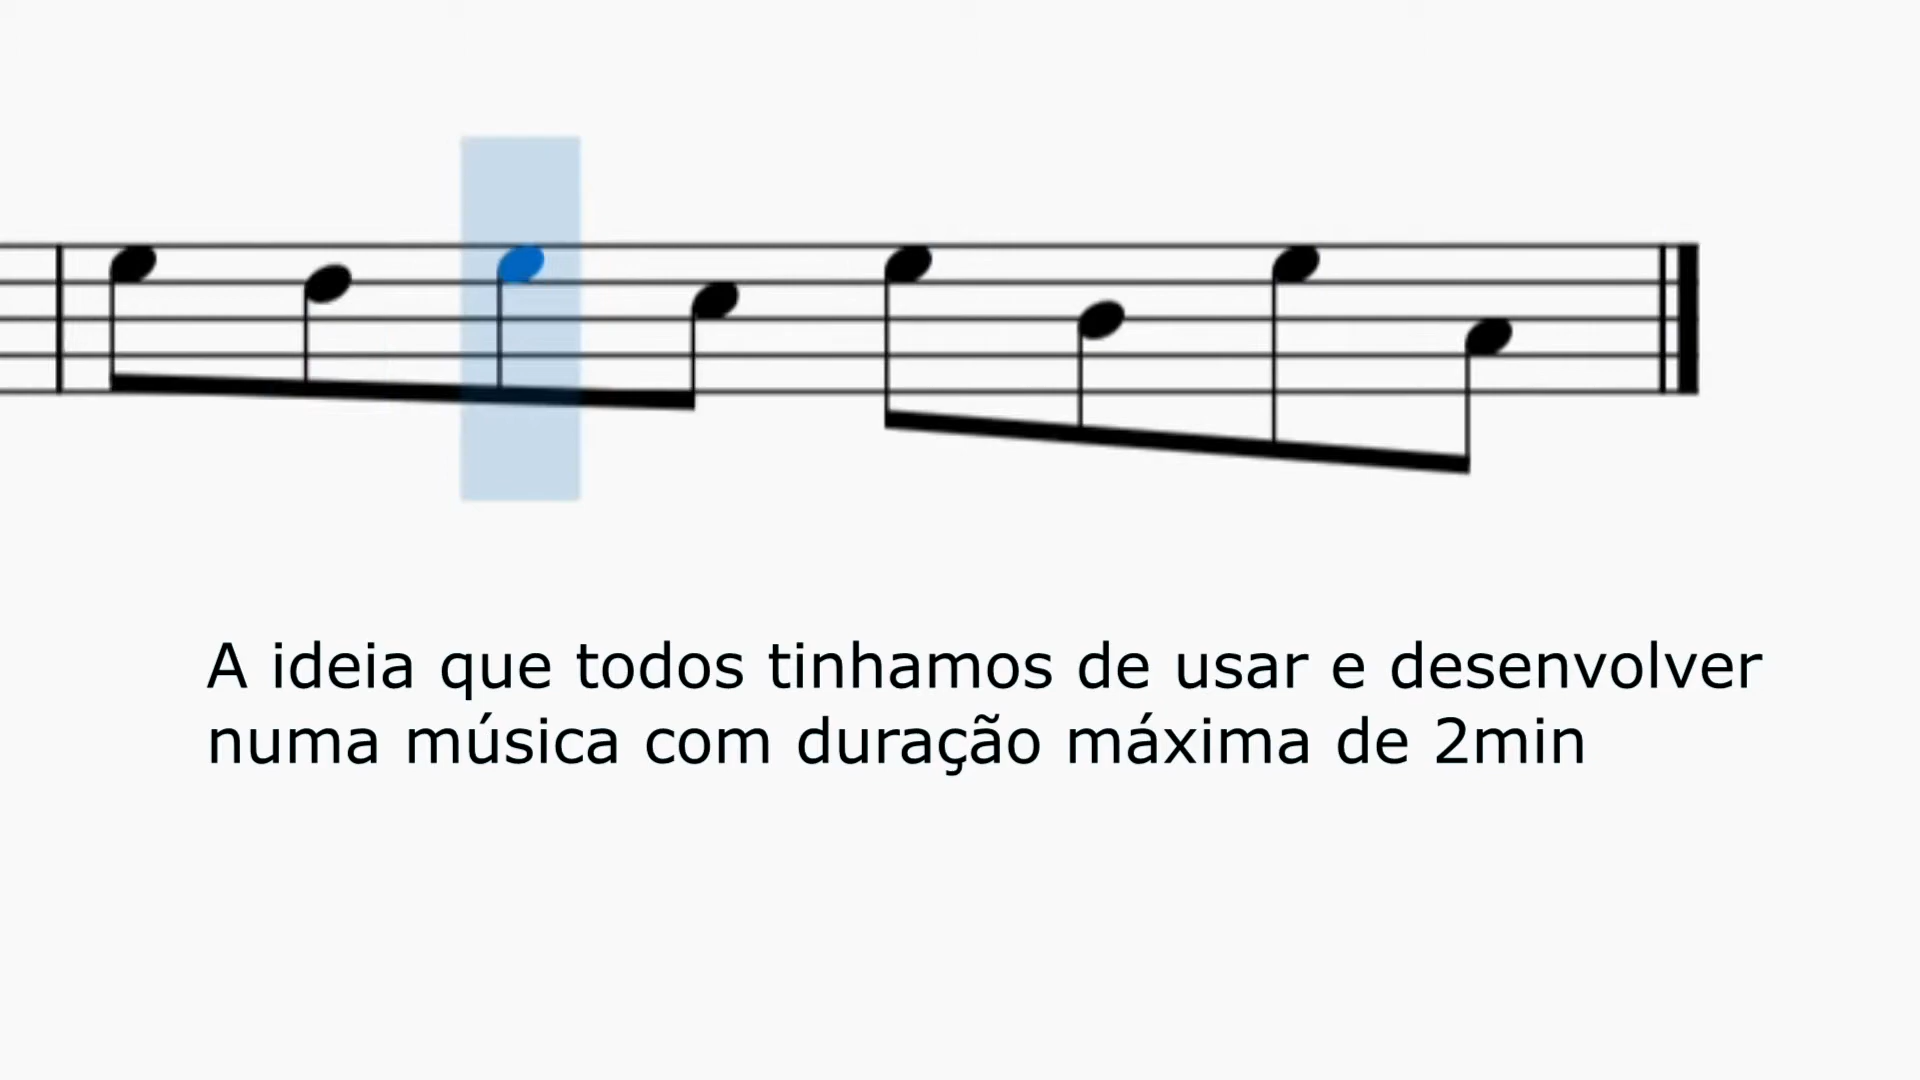 A ideia que todos tinhamos de usar e desenvolver
numa música com duração máxima de 2min